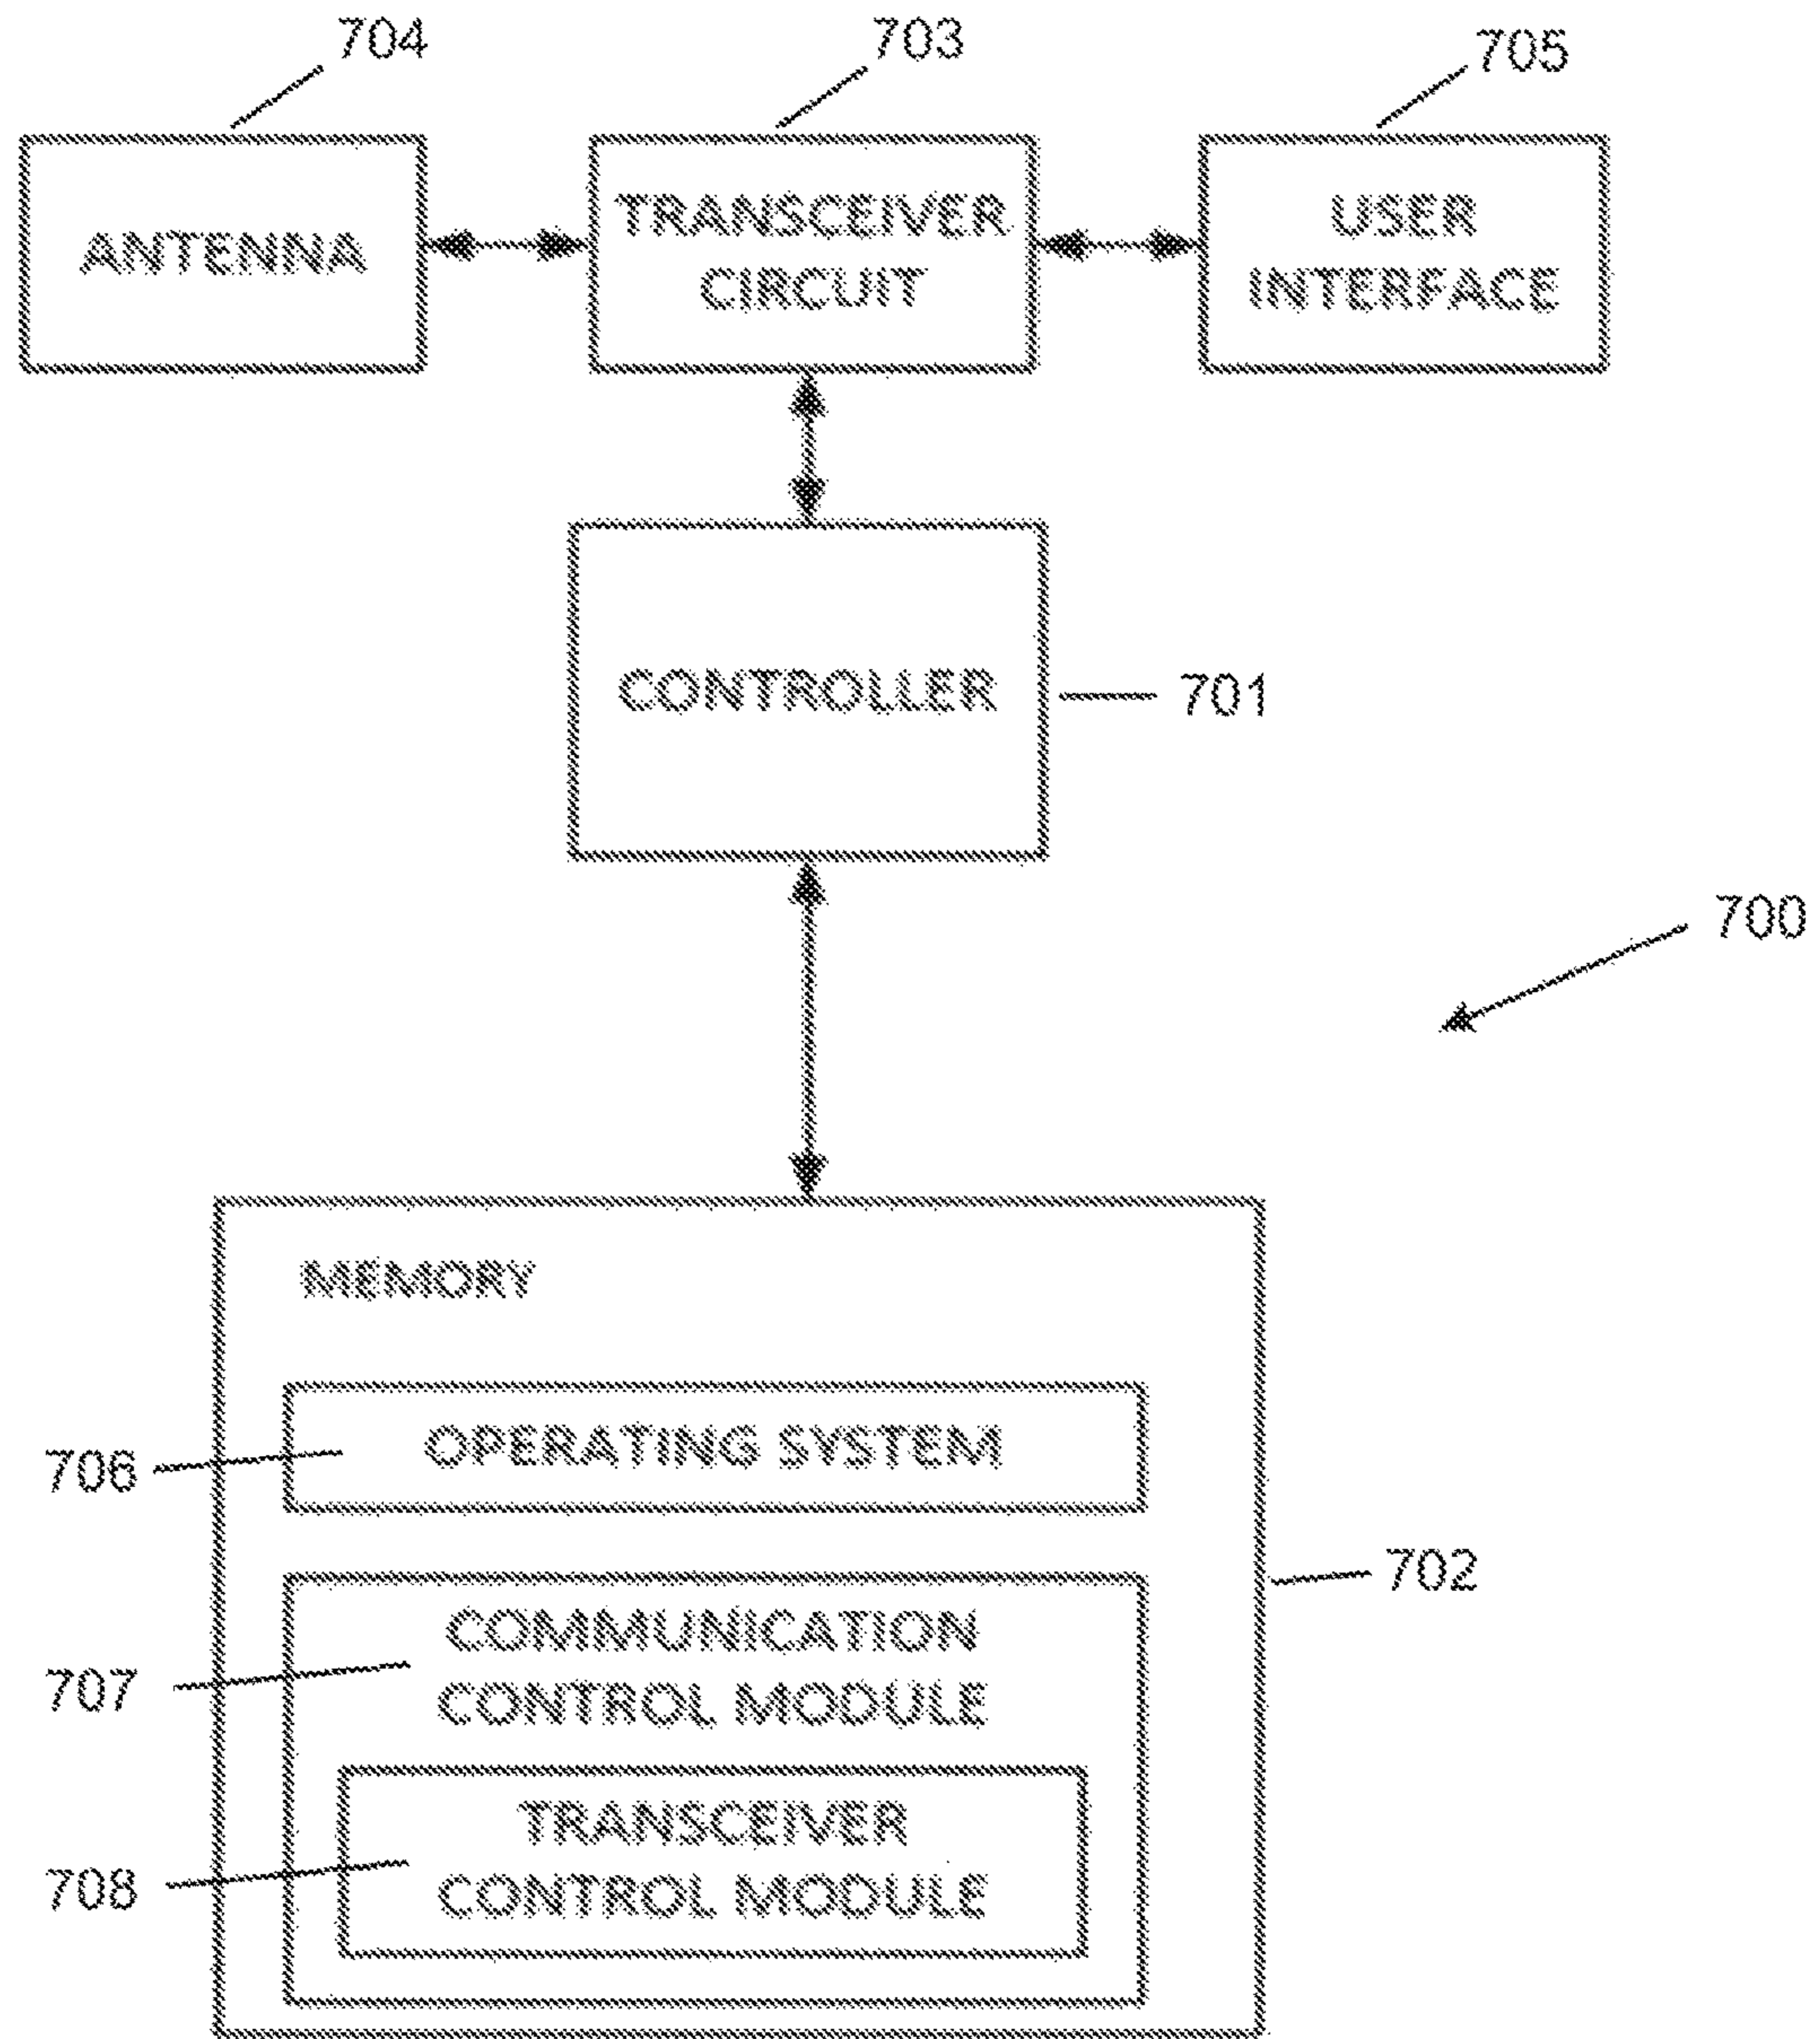 704
703
705
ANTENNA
TRANSCEIVER
CIRCUIT
USER
INTERFACE
CONTROLLER
701
700
MEMORY
OPERATING SYSTEM
706
702
COMMUNICATION
CONTROL MODULE
707
TRANSCEIVER
CONTROL MODULE
708